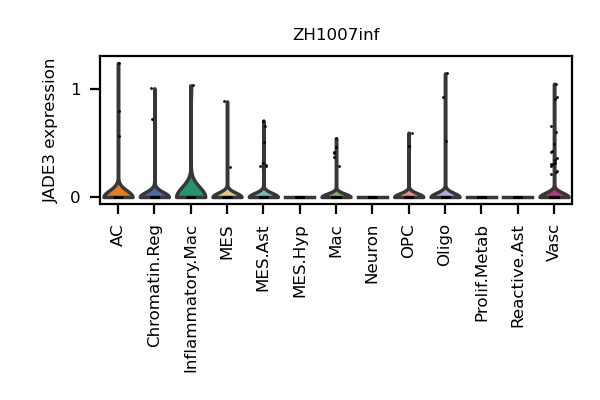 ZH1007inf
JADE3 expression
1
0
AC
Chromatin.Reg
Inflammatory.Mac
MES
MES.Ast
MES.Hyp
Mac
Neuron
OPC
Oligo
Prolif.Metab
Reactive.Ast
Vasc